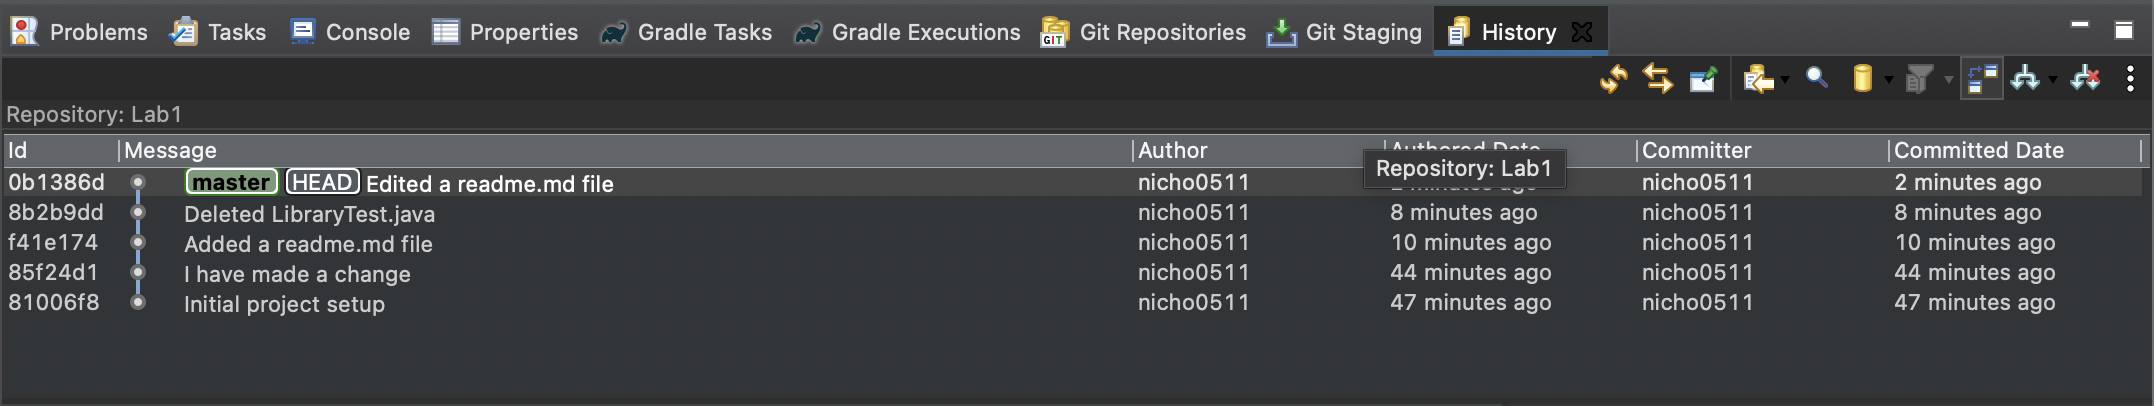 Problems Tasks Console Properties Gradle Tasks Gradle Executions GIT Git Repositories Git Staging History
Repository: Lab1
Id Message Author Authored Date Committer Committed Date
Repository: Lab1
0b1386d master HEAD Edited a readme.md file nicho0511 2 minutes ago nicho0511 2 minutes ago
8b2b9dd Deleted LibraryTest.java nicho0511 8 minutes ago nicho0511 8 minutes ago
f41e174 Added a readme.md file nicho0511 10 minutes ago nicho0511 10 minutes ago
85f24d1 I have made a change nicho0511 44 minutes ago nicho0511 44 minutes ago
81006f8 Initial project setup nicho0511 47 minutes ago nicho0511 47 minutes ago